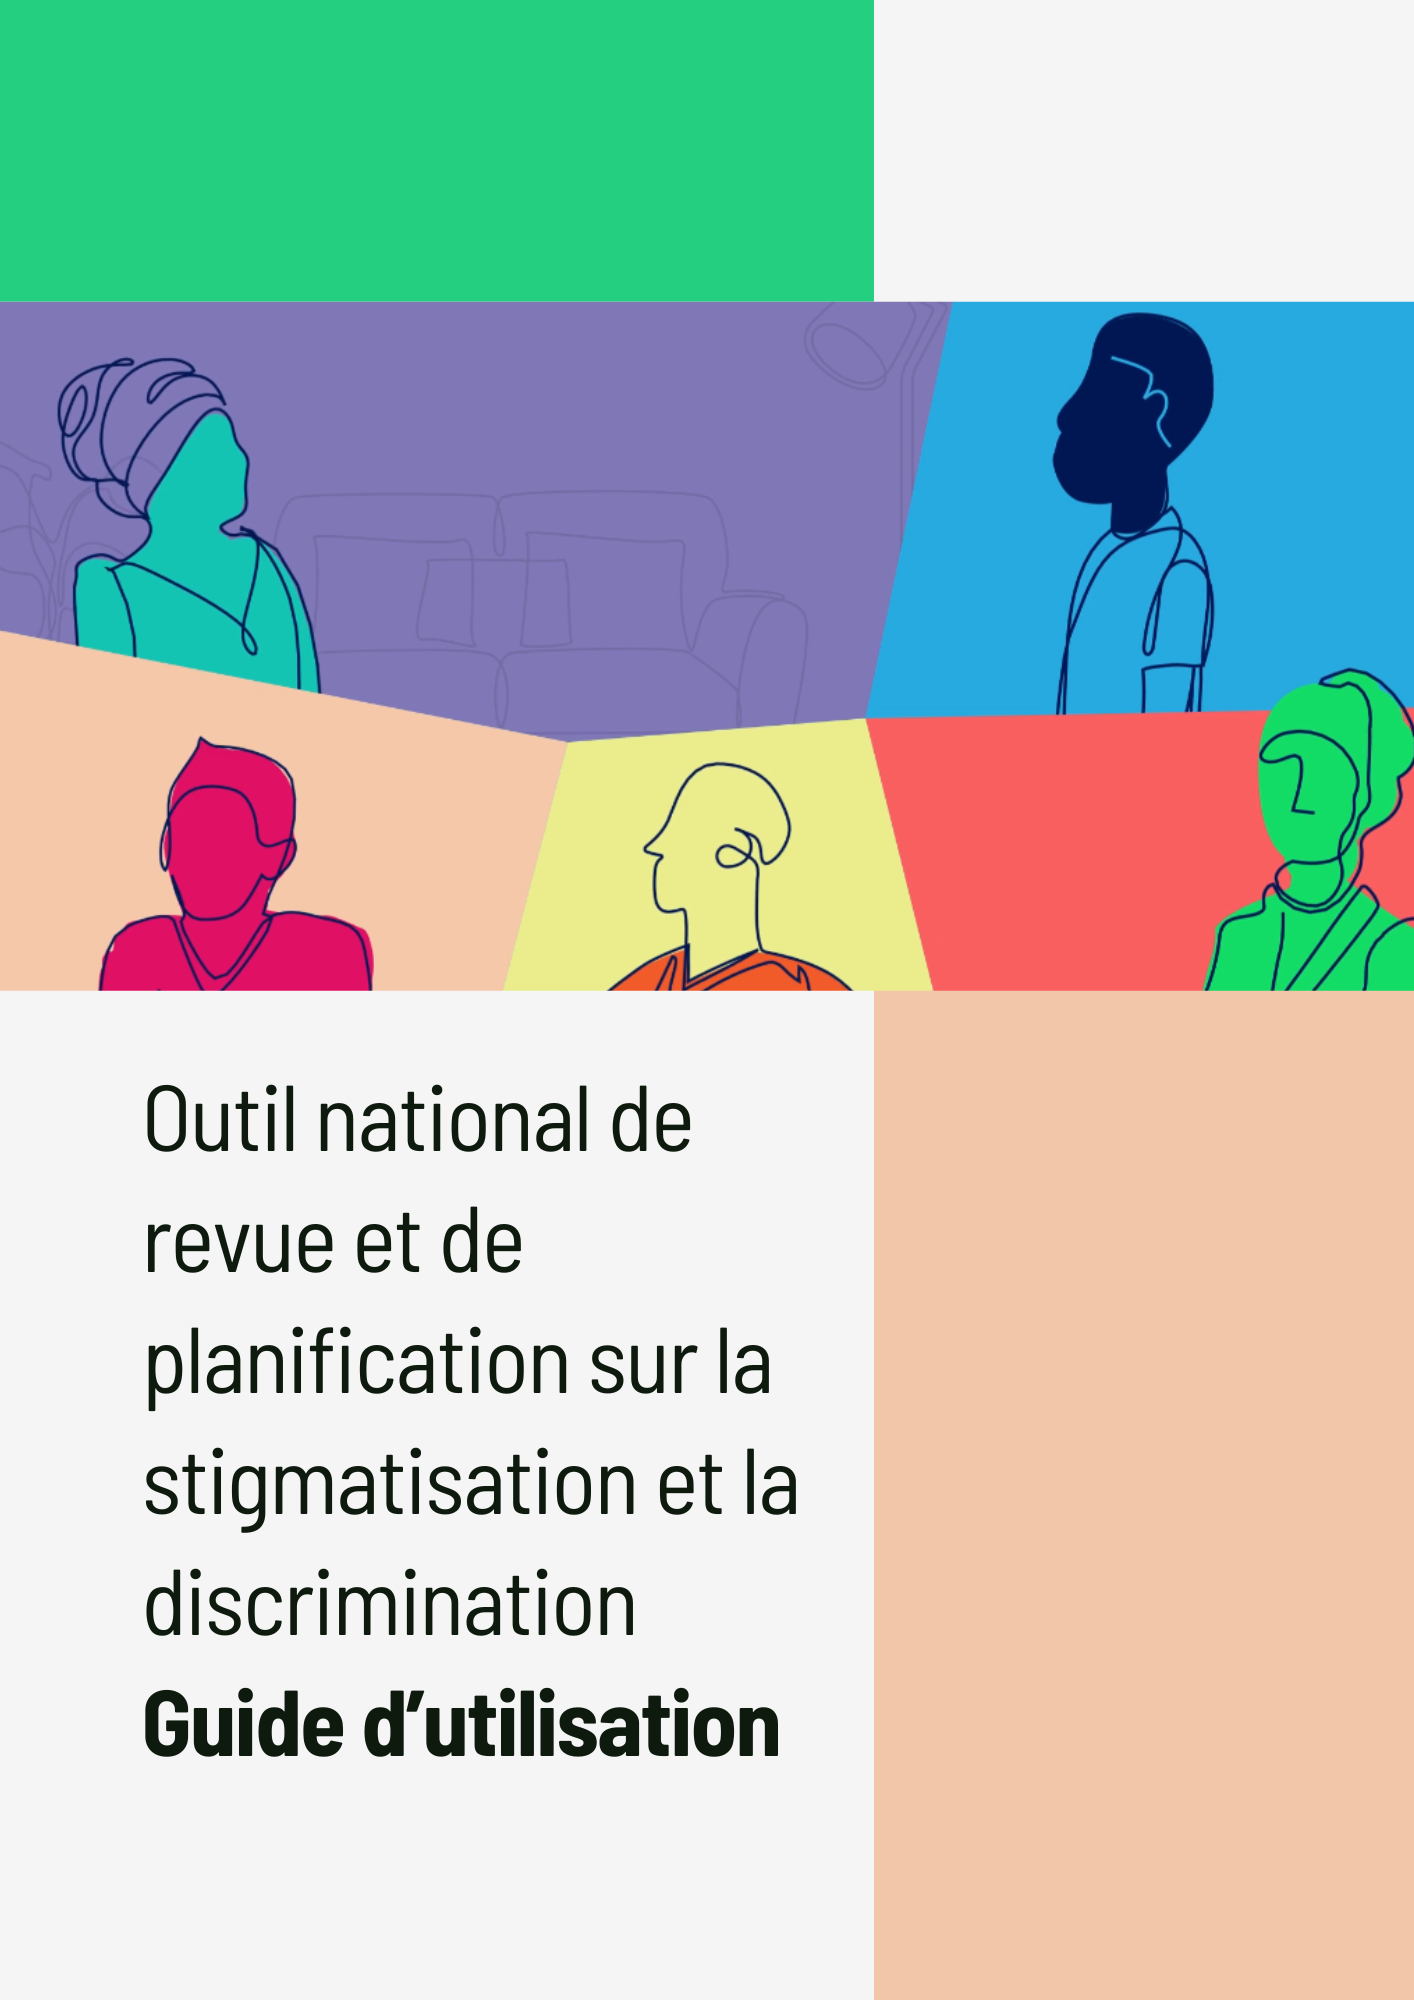 Outil national de
revue et de
planification sur la
stigmatisation et la
discrimination
Guide d’utilisation